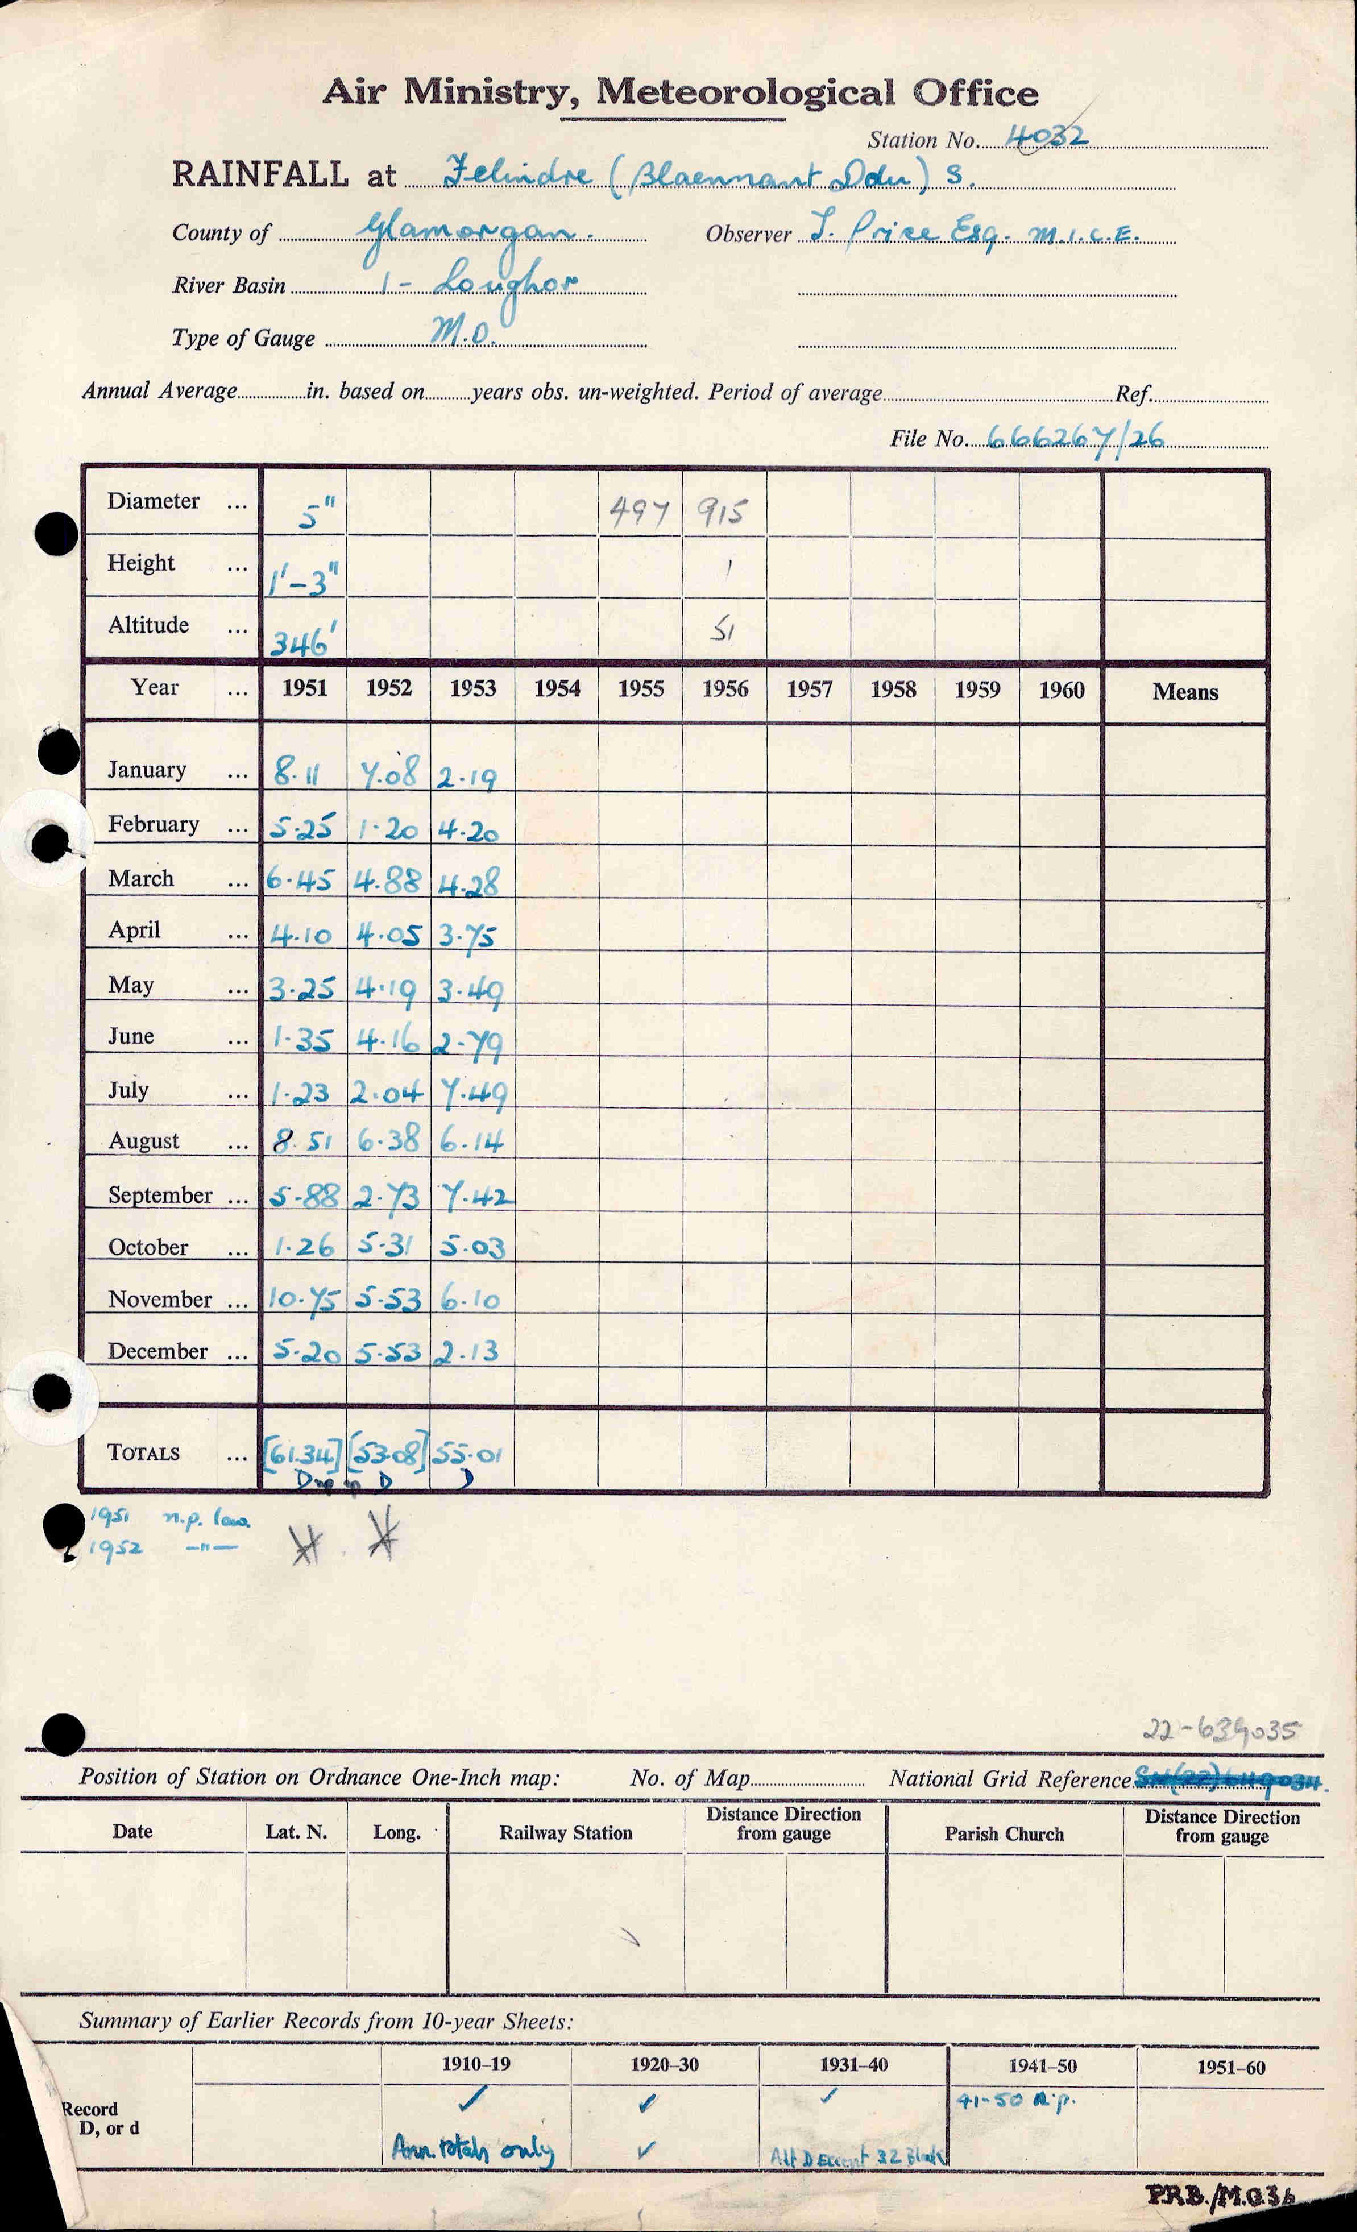 Air Ministry, Meteorological Office
Station No. 4032
RAINFALL at Felindre (Blaennant Ddu) S.
County of Glamorgan. Observer T. Price Esq. M.I.C.E.
River Basin 1 - Loughor
Type of Gauge M.O.
Annual Average in. based on years obs. un-weighted. Period of average Ref.
File No. 666267/26
Diameter ... 5" 497 915
Height ... 1'-3" 1
Altitude ... 346' 51
Year ... 1951 1952 1953 1954 1955 1956 1957 1958 1959 1960 Means
January ... 8.11 7.08 2.19
February ... 5.25 1.20 4.20
March ... 6.45 4.88 4.28
April ... 4.10 4.05 3.75
May ... 3.25 4.19 3.49
June ... 1.35 4.16 2.79
July ... 1.23 2.04 7.49
August ... 8.51 6.38 6.14
September ... 5.88 2.73 7.42
October ... 1.26 5.31 5.03
November ... 10.75 5.53 6.10
December ... 5.20 5.53 2.13
TOTALS ... [61.34] [53.08] 55.01
D D
1951 n.p. low.
1952 —"—
22-639035
Position of Station on Ordnance One-Inch map: No. of Map National Grid Reference SN(22)649034.
Date Lat. N. Long. Railway Station Distance Direction from gauge Parish Church Distance Direction from gauge
Summary of Earlier Records from 10-year Sheets:
1910–19 1920–30 1931–40 1941–50 1951–60
Record ✓ ✓ ✓ 41-50 n.p.
D, or d Ann. totals only ✓ All D Except 32 Blank
P.R.B./M.O.36